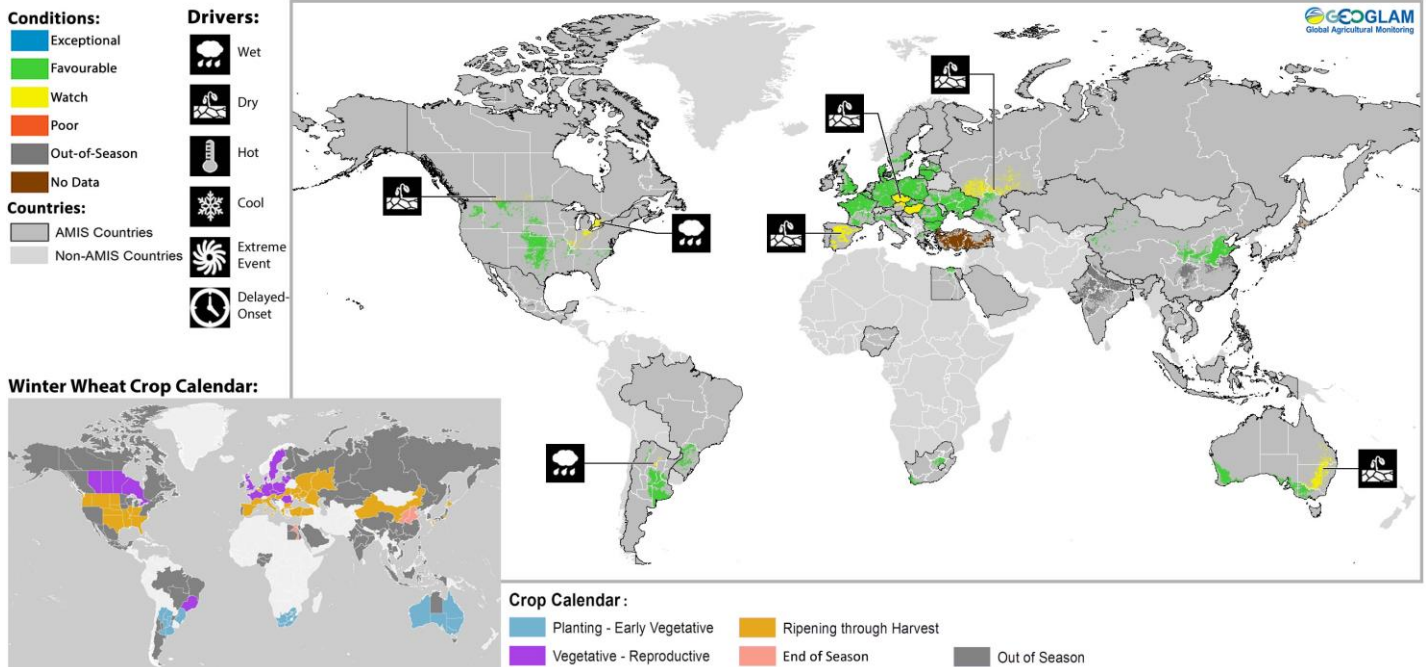 Conditions:
Exceptional
Favourable
Watch
Poor
Out-of-Season
No Data
Countries:
AMIS Countries
Non-AMIS Countries
Drivers:
Wet
Dry
Hot
Cool
Extreme
Event
Delayed-
Onset
GEOGLAM
Global Agricultural Monitoring
Winter Wheat Crop Calendar:
Crop Calendar :
Planting - Early Vegetative
Ripening through Harvest
Vegetative - Reproductive
End of Season
Out of Season